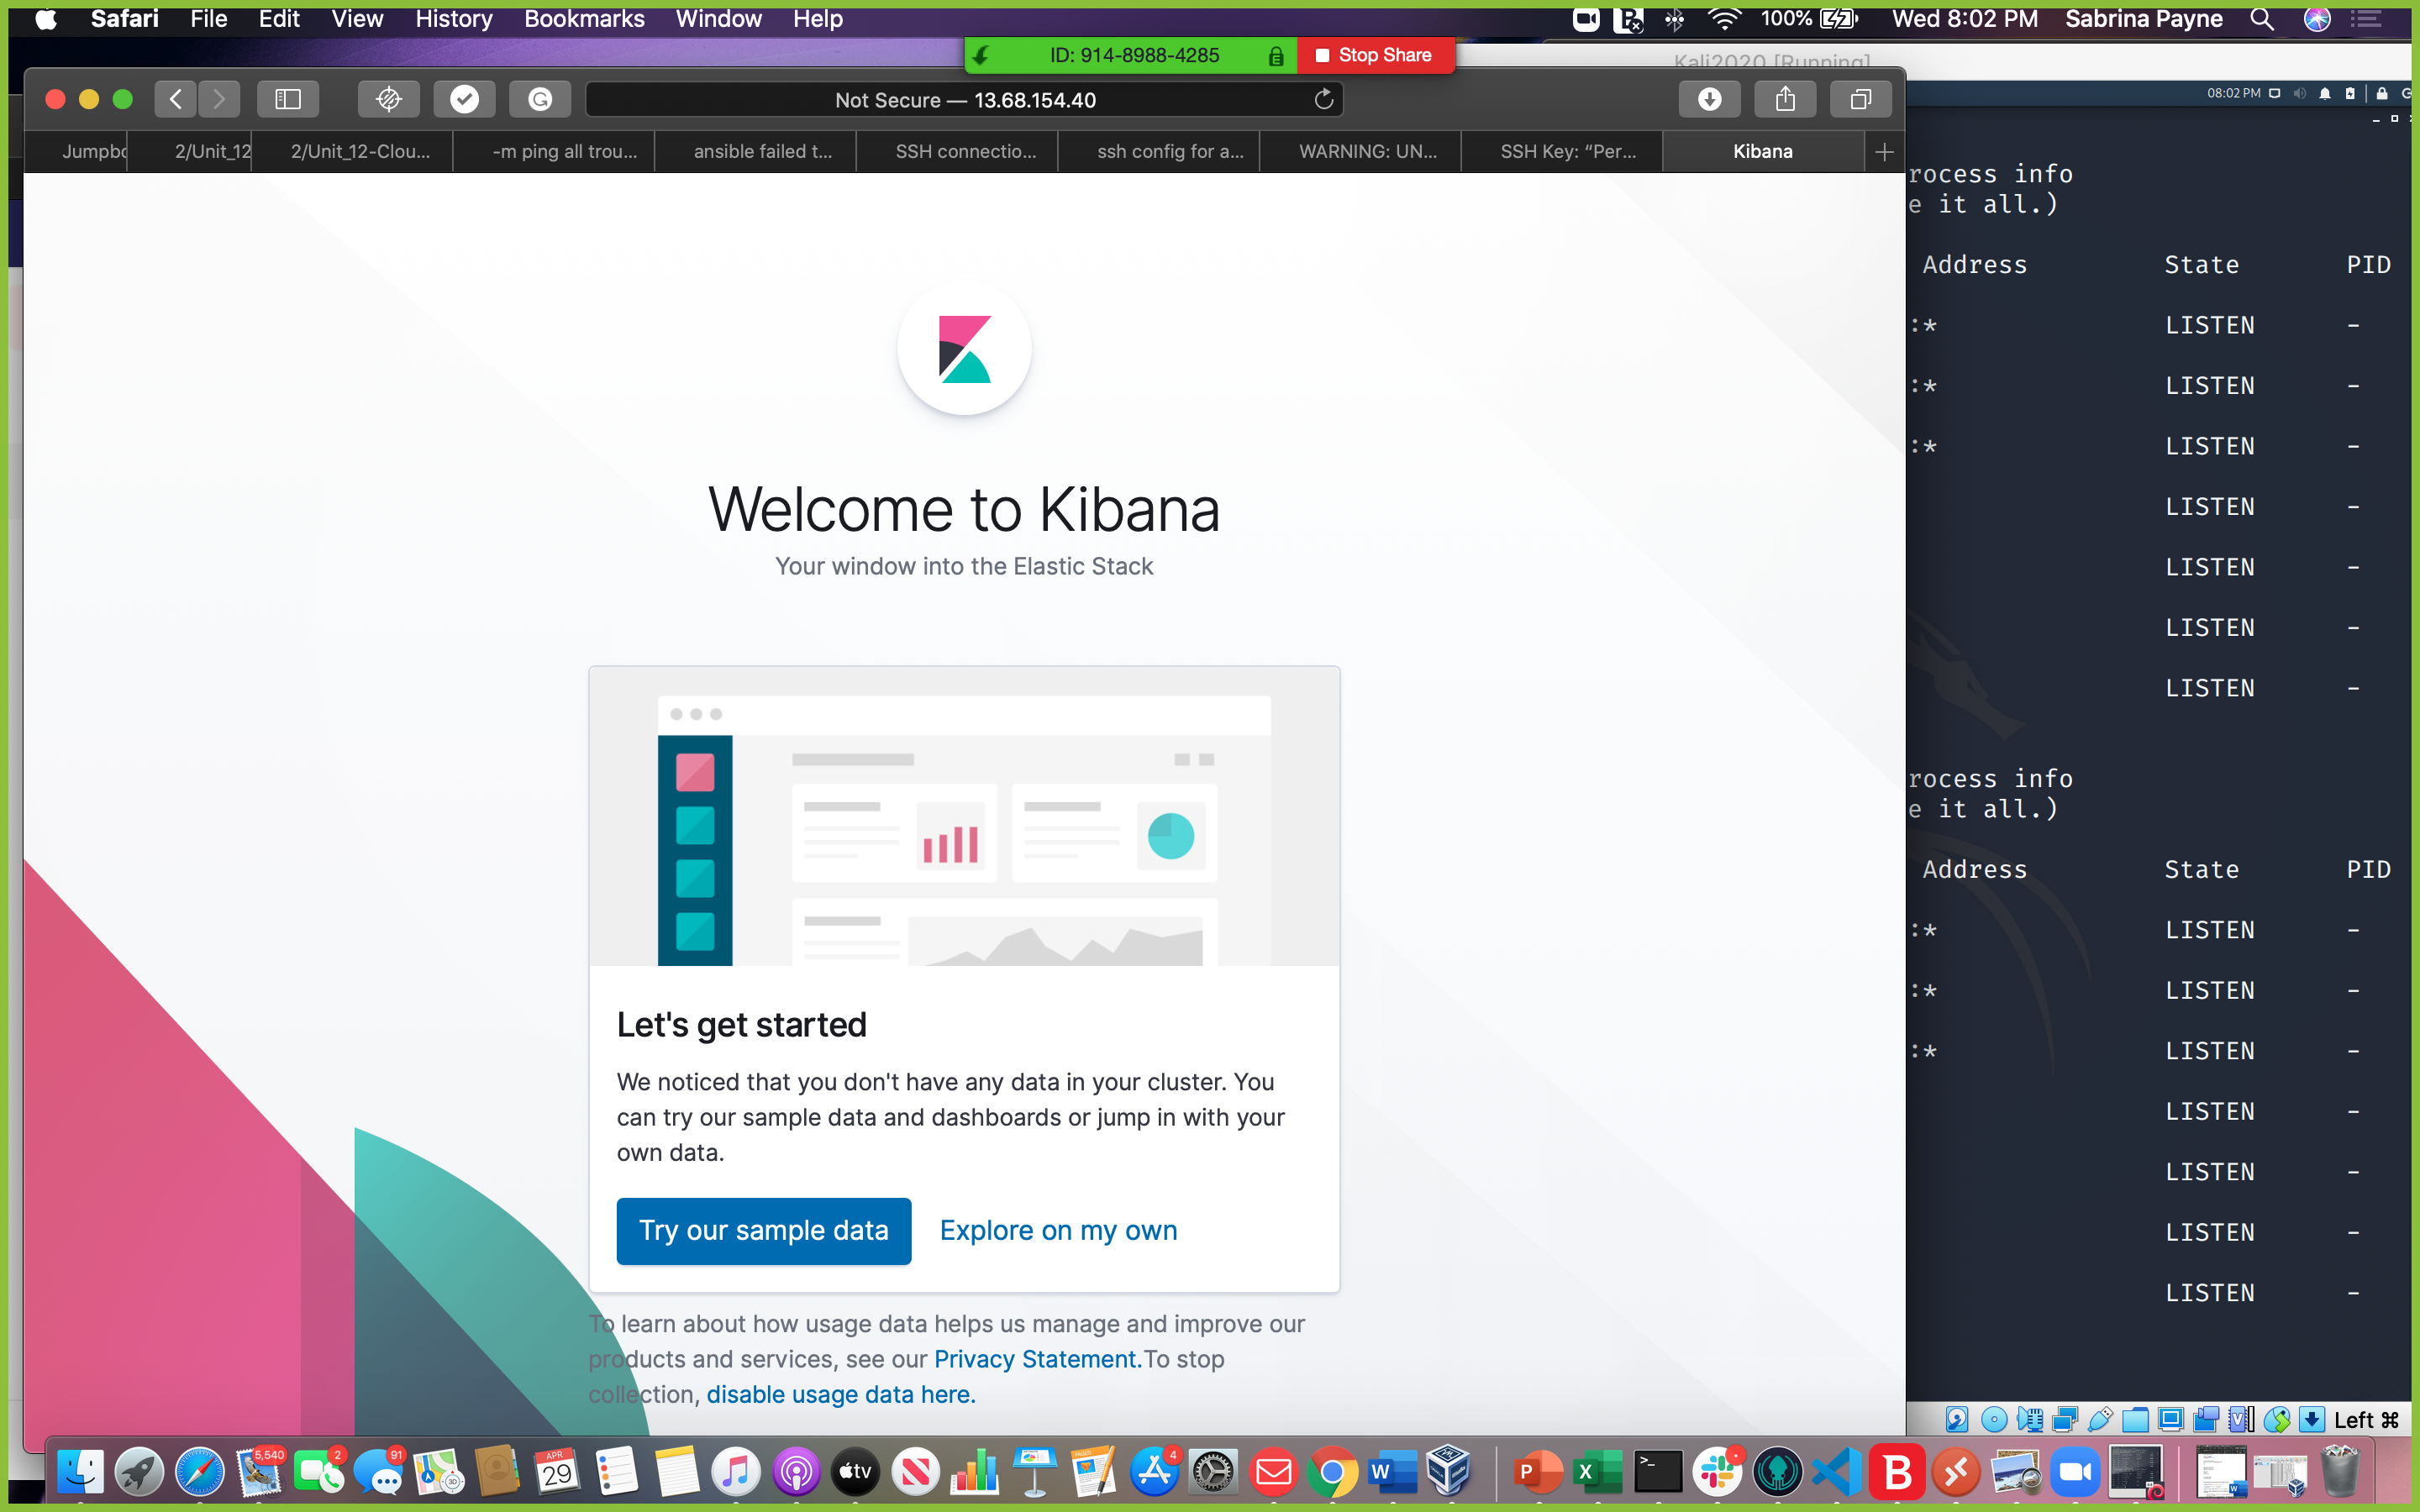 Safari File Edit View History Bookmarks Window Help 100% Wed 8:02 PM Sabrina Payne
ID: 914-8988-4285 Stop Share
Kali2020 [Running]
Not Secure — 13.68.154.40
08:02 PM
Jumpbo 2/Unit_12 2/Unit_12-Clou... -m ping all trou... ansible failed t... SSH connectio... ssh config for a... WARNING: UN... SSH Key: “Per... Kibana
Welcome to Kibana
Your window into the Elastic Stack
Let's get started
We noticed that you don't have any data in your cluster. You
can try our sample data and dashboards or jump in with your
own data.
Try our sample data Explore on my own
To learn about how usage data helps us manage and improve our
products and services, see our Privacy Statement.To stop
collection, disable usage data here.
rocess info
e it all.)
Address State PID
:* LISTEN -
:* LISTEN -
:* LISTEN -
LISTEN -
LISTEN -
LISTEN -
LISTEN -
rocess info
e it all.)
Address State PID
:* LISTEN -
:* LISTEN -
:* LISTEN -
LISTEN -
LISTEN -
LISTEN -
LISTEN -
Left ⌘
5,540 2 91 APR 29 tv 4